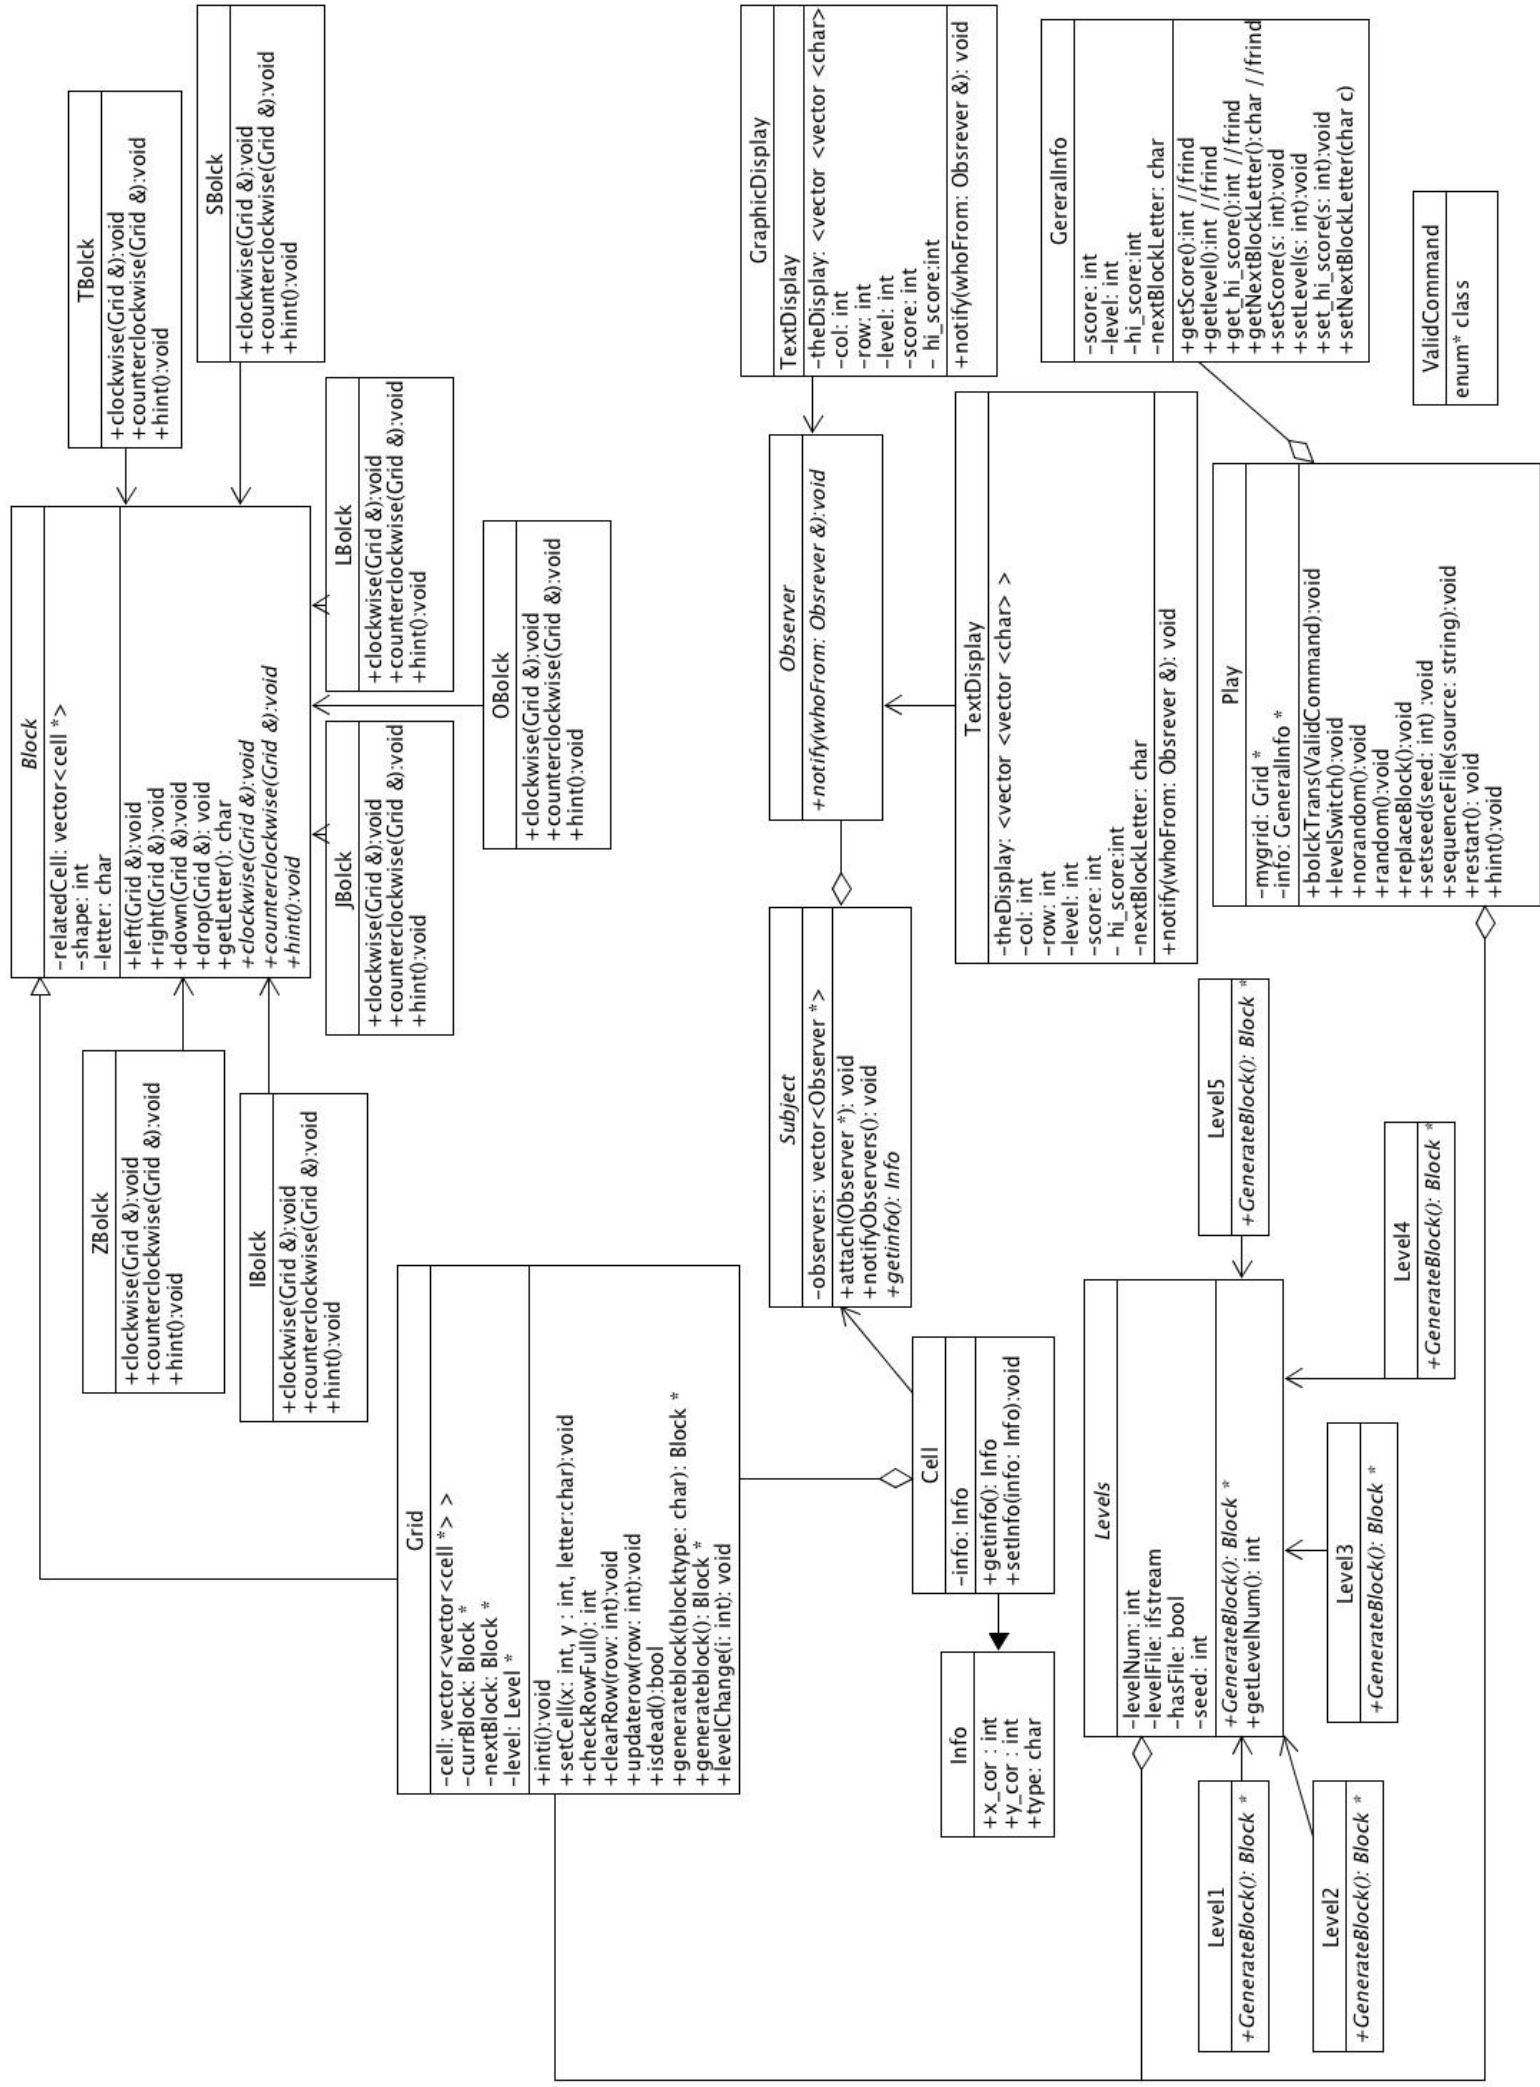 Block
-relatedCell: vector<cell *>
-shape: int
-letter: char
+left(Grid &):void
+right(Grid &):void
+down(Grid &):void
+drop(Grid &): void
+getLetter(): char
+clockwise(Grid &):void
+counterclockwise(Grid &):void
+hint():void
ZBolck
+clockwise(Grid &):void
+counterclockwise(Grid &):void
+hint():void
IBolck
+clockwise(Grid &):void
+counterclockwise(Grid &):void
+hint():void
TBolck
+clockwise(Grid &):void
+counterclockwise(Grid &):void
+hint():void
SBolck
+clockwise(Grid &):void
+counterclockwise(Grid &):void
+hint():void
JBolck
+clockwise(Grid &):void
+counterclockwise(Grid &):void
+hint():void
LBolck
+clockwise(Grid &):void
+counterclockwise(Grid &):void
+hint():void
OBolck
+clockwise(Grid &):void
+counterclockwise(Grid &):void
+hint():void
Grid
-cell: vector<vector<cell *> >
-currBlock: Block *
-nextBlock: Block *
-level: Level *
+inti():void
+setCell(x: int, y : int, letter:char):void
+checkRowFull(): int
+clearRow(row: int):void
+updaterow(row: int):void
+isdead():bool
+generateblock(blocktype: char): Block *
+generateblock(): Block *
+levelChange(i: int): void
Subject
-observers: vector<Observer *>
+attach(Observer *): void
+notifyObservers(): void
+getinfo(): Info
Observer
+notify(whoFrom: Obsrever &):void
GraphicDisplay
TextDisplay
-theDisplay: <vector <vector <char>
-col: int
-row: int
-level: int
-score: int
- hi_score:int
+notify(whoFrom: Obsrever &): void
Info
+x_cor : int
+y_cor : int
+type: char
Cell
-info: Info
+getinfo(): Info
+setInfo(info: Info):void
TextDisplay
-theDisplay: <vector <vector <char> >
-col: int
-row: int
-level: int
-score: int
- hi_score:int
-nextBlockLetter: char
+notify(whoFrom: Obsrever &): void
GereralInfo
-score: int
-level: int
-hi_score:int
-nextBlockLetter: char
+getScore():int //frind
+getlevel():int //frind
+get_hi_score():int //frind
+getNextBlockLetter():char //frind
+setScore(s: int):void
+setLevel(s: int):void
+set_hi_score(s: int):void
+setNextBlockLetter(char c)
Levels
-levelNum: int
-levelFile: ifstream
-hasFile: bool
-seed: int
+GenerateBlock(): Block *
+getLevelNum(): int
Level1
+GenerateBlock(): Block *
Level2
+GenerateBlock(): Block *
Level3
+GenerateBlock(): Block *
Level4
+GenerateBlock(): Block *
Level5
+GenerateBlock(): Block *
Play
-mygrid: Grid *
-info: GeneralInfo *
+bolckTrans(ValidCommand):void
+levelSwitch():void
+norandom():void
+random():void
+replaceBlock():void
+setseed(seed: int) :void
+sequenceFile(source: string):void
+restart(): void
+hint():void
ValidCommand
enum* class